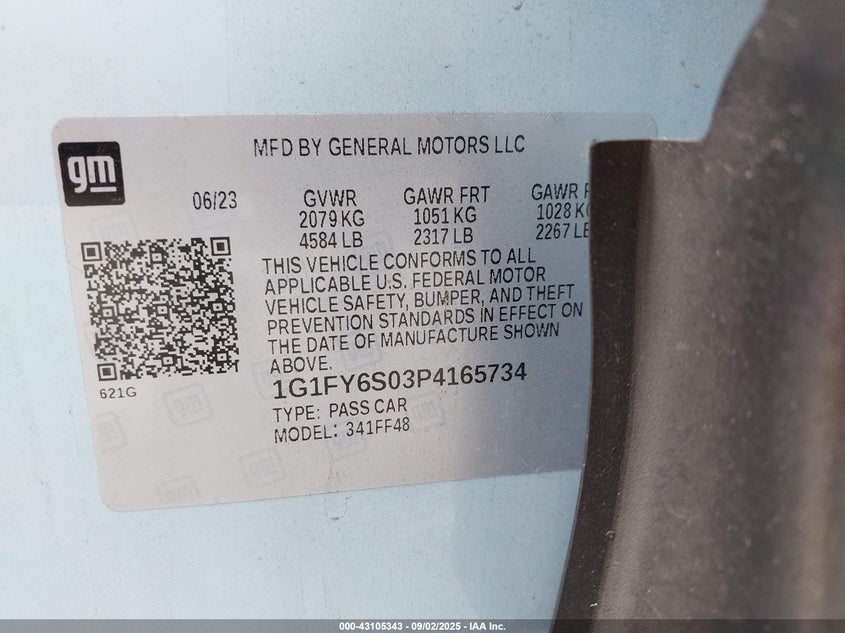 MFD BY GENERAL MOTORS LLC
gm
06/23
GVWR GAWR FRT GAWR
2079 KG 1051 KG 1028
4584 LB 2317 LB 2267
THIS VEHICLE CONFORMS TO ALL
APPLICABLE U.S. FEDERAL MOTOR
VEHICLE SAFETY, BUMPER, AND THEFT
PREVENTION STANDARDS IN EFFECT ON
THE DATE OF MANUFACTURE SHOWN
ABOVE.
1G1FY6S03P4165734
621G
TYPE: PASS CAR
MODEL: 341FF48
000-43105343 - 09/02/2025 - IAA Inc.